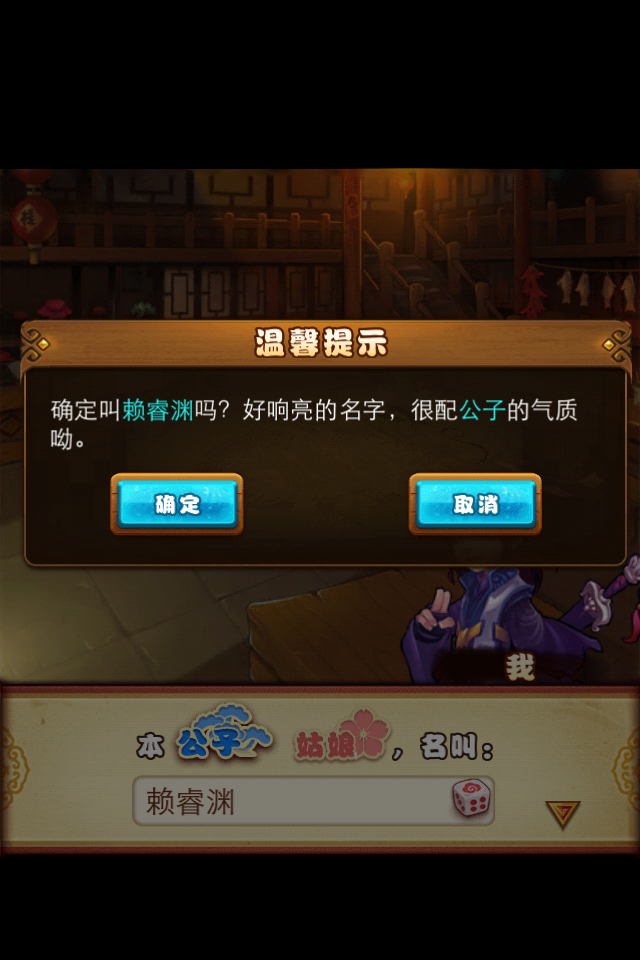 温馨提示
确定叫赖睿渊吗？好响亮的名字，很配公子的气质
呦。
确定
取消
我
本 公子 姑娘，名叫：
赖睿渊